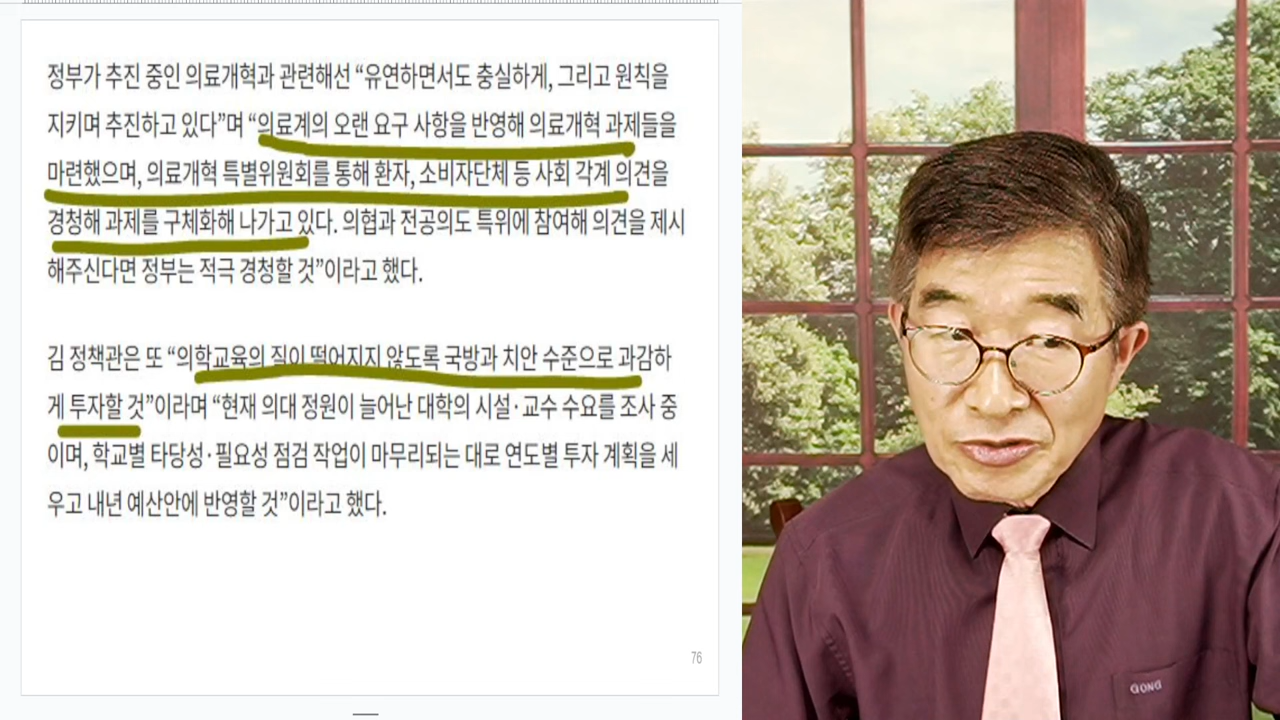 정부가 추진 중인 의료개혁과 관련해선 “유연하면서도 충실하게, 그리고 원칙을
지키며 추진하고 있다”며 “의료계의 오랜 요구 사항을 반영해 의료개혁 과제들을
마련했으며, 의료개혁 특별위원회를 통해 환자, 소비자단체 등 사회 각계 의견을
경청해 과제를 구체화해 나가고 있다. 의협과 전공의도 특위에 참여해 의견을 제시
해주신다면 정부는 적극 경청할 것”이라고 했다.
김 정책관은 또 “의학교육의 질이 떨어지지 않도록 국방과 치안 수준으로 과감하
게 투자할 것”이라며 “현재 의대 정원이 늘어난 대학의 시설·교수 수요를 조사 중
이며, 학교별 타당성·필요성 점검 작업이 마무리되는 대로 연도별 투자 계획을 세
우고 내년 예산안에 반영할 것”이라고 했다.
76
GONG